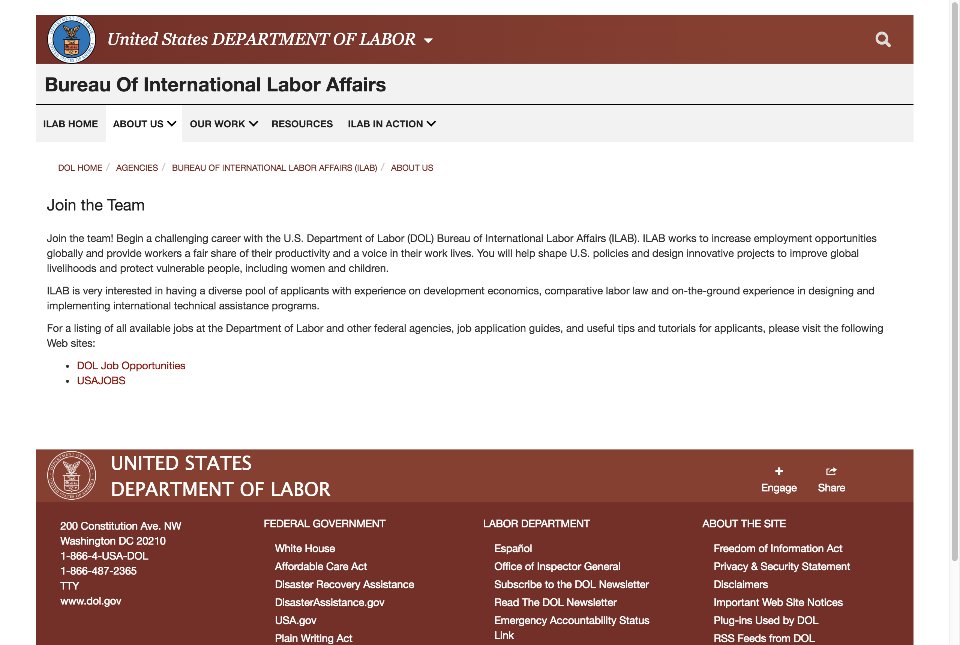 United States DEPARTMENT OF LABOR
Bureau Of International Labor Affairs
ILAB HOME ABOUT US OUR WORK RESOURCES ILAB IN ACTION
DOL HOME / AGENCIES / BUREAU OF INTERNATIONAL LABOR AFFAIRS (ILAB) / ABOUT US
Join the Team
Join the team! Begin a challenging career with the U.S. Department of Labor (DOL) Bureau of International Labor Affairs (ILAB). ILAB works to increase employment opportunities
globally and provide workers a fair share of their productivity and a voice in their work lives. You will help shape U.S. policies and design innovative projects to improve global
livelihoods and protect vulnerable people, including women and children.
ILAB is very interested in having a diverse pool of applicants with experience on development economics, comparative labor law and on-the-ground experience in designing and
implementing international technical assistance programs.
For a listing of all available jobs at the Department of Labor and other federal agencies, job application guides, and useful tips and tutorials for applicants, please visit the following
Web sites:
• DOL Job Opportunities
• USAJOBS
UNITED STATES
DEPARTMENT OF LABOR
Engage Share
200 Constitution Ave. NW
Washington DC 20210
1-866-4-USA-DOL
1-866-487-2365
TTY
www.dol.gov
FEDERAL GOVERNMENT
White House
Affordable Care Act
Disaster Recovery Assistance
DisasterAssistance.gov
USA.gov
Plain Writing Act
LABOR DEPARTMENT
Español
Office of Inspector General
Subscribe to the DOL Newsletter
Read The DOL Newsletter
Emergency Accountability Status
Link
ABOUT THE SITE
Freedom of Information Act
Privacy & Security Statement
Disclaimers
Important Web Site Notices
Plug-ins Used by DOL
RSS Feeds from DOL